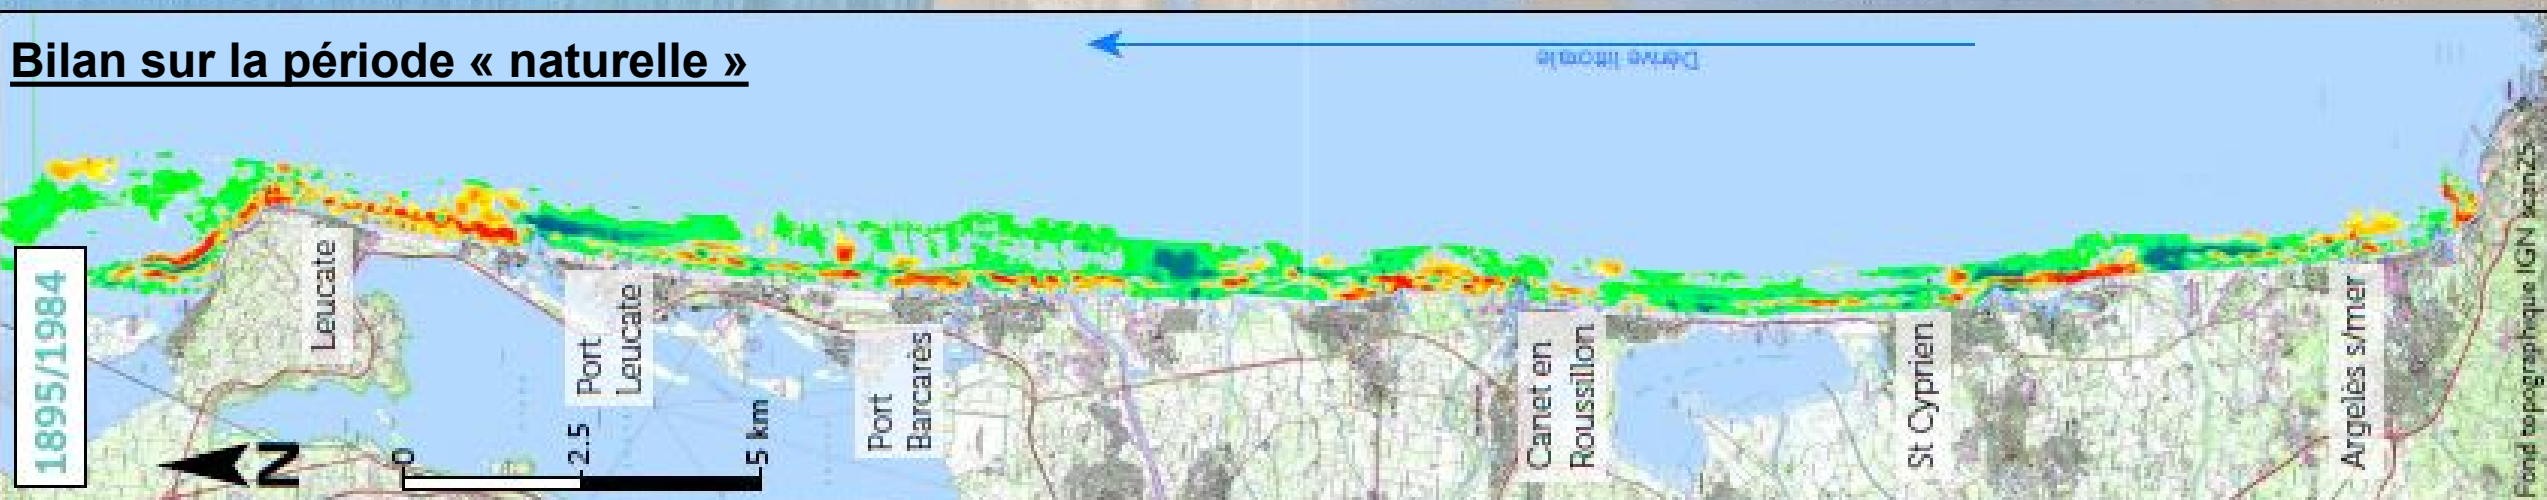 Bilan sur la période « naturelle »
Dérive littorale
1895/1984
Leucate
Port
Leucate
Port
Barcarès
Canet en
Roussillon
St Cyprien
Argelès s/mer
N
0
2.5
5 km
Fond topographique IGN scan25